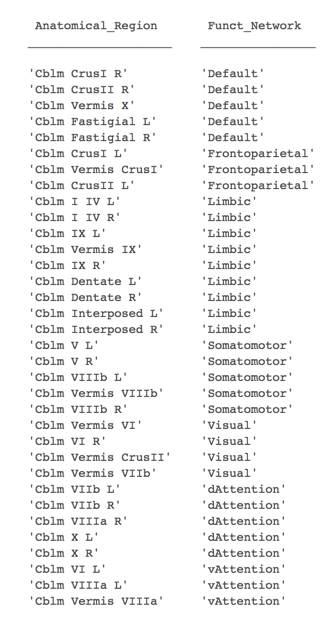 Anatomical_Region Funct_Network
'Cblm CrusI R' 'Default'
'Cblm CrusII R' 'Default'
'Cblm Vermis X' 'Default'
'Cblm Fastigial L' 'Default'
'Cblm Fastigial R' 'Default'
'Cblm CrusI L' 'Frontoparietal'
'Cblm Vermis CrusI' 'Frontoparietal'
'Cblm CrusII L' 'Frontoparietal'
'Cblm I IV L' 'Limbic'
'Cblm I IV R' 'Limbic'
'Cblm IX L' 'Limbic'
'Cblm Vermis IX' 'Limbic'
'Cblm IX R' 'Limbic'
'Cblm Dentate L' 'Limbic'
'Cblm Dentate R' 'Limbic'
'Cblm Interposed L' 'Limbic'
'Cblm Interposed R' 'Limbic'
'Cblm V L' 'Somatomotor'
'Cblm V R' 'Somatomotor'
'Cblm VIIIb L' 'Somatomotor'
'Cblm Vermis VIIIb' 'Somatomotor'
'Cblm VIIIb R' 'Somatomotor'
'Cblm Vermis VI' 'Visual'
'Cblm VI R' 'Visual'
'Cblm Vermis CrusII' 'Visual'
'Cblm Vermis VIIb' 'Visual'
'Cblm VIIb L' 'dAttention'
'Cblm VIIb R' 'dAttention'
'Cblm VIIIa R' 'dAttention'
'Cblm X L' 'dAttention'
'Cblm X R' 'dAttention'
'Cblm VI L' 'vAttention'
'Cblm VIIIa L' 'vAttention'
'Cblm Vermis VIIIa' 'vAttention'